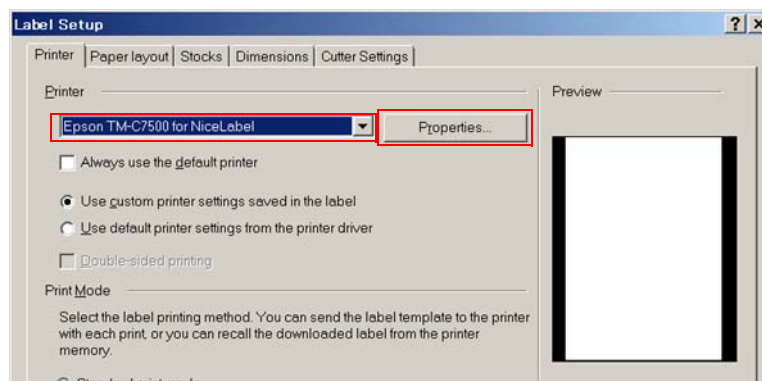 Label Setup
Printer Paper layout Stocks Dimensions Cutter Settings
Printer
Preview
Epson TM-C7500 for NiceLabel
Properties...
Always use the default printer
Use custom printer settings saved in the label
Use default printer settings from the printer driver
Double-sided printing
Print Mode
Select the label printing method. You can send the label template to the printer
with each print, or you can recall the downloaded label from the printer
memory.